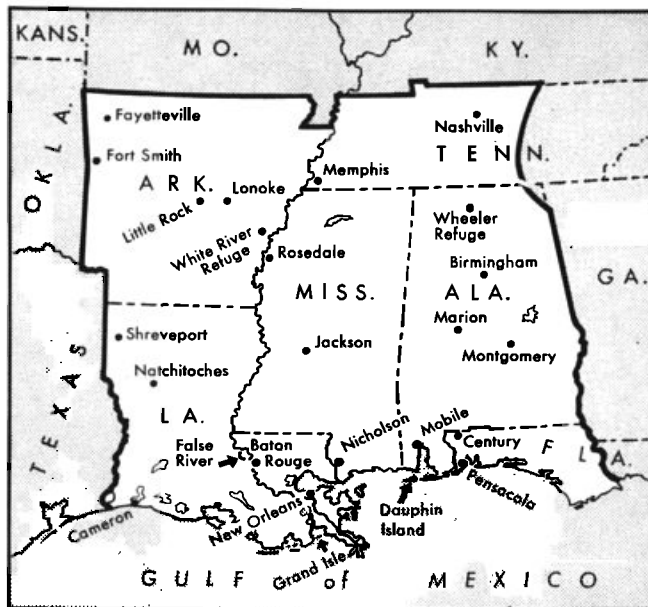 KANS.
MO.
KY.
OKLA.
Fayetteville
Nashville
TENN.
Fort Smith
Memphis
ARK.
Lonoke
Little Rock
Wheeler
Refuge
White River
Refuge
Rosedale
Birmingham
GA.
MISS.
ALA.
Marion
Shreveport
Jackson
Montgomery
Natchitoches
TEXAS
LA.
False
River
Baton
Rouge
Nicholson
Mobile
Century
FLA.
Pensacola
New Orleans
Dauphin
Island
Cameron
Grand Isle
GULF of MEXICO